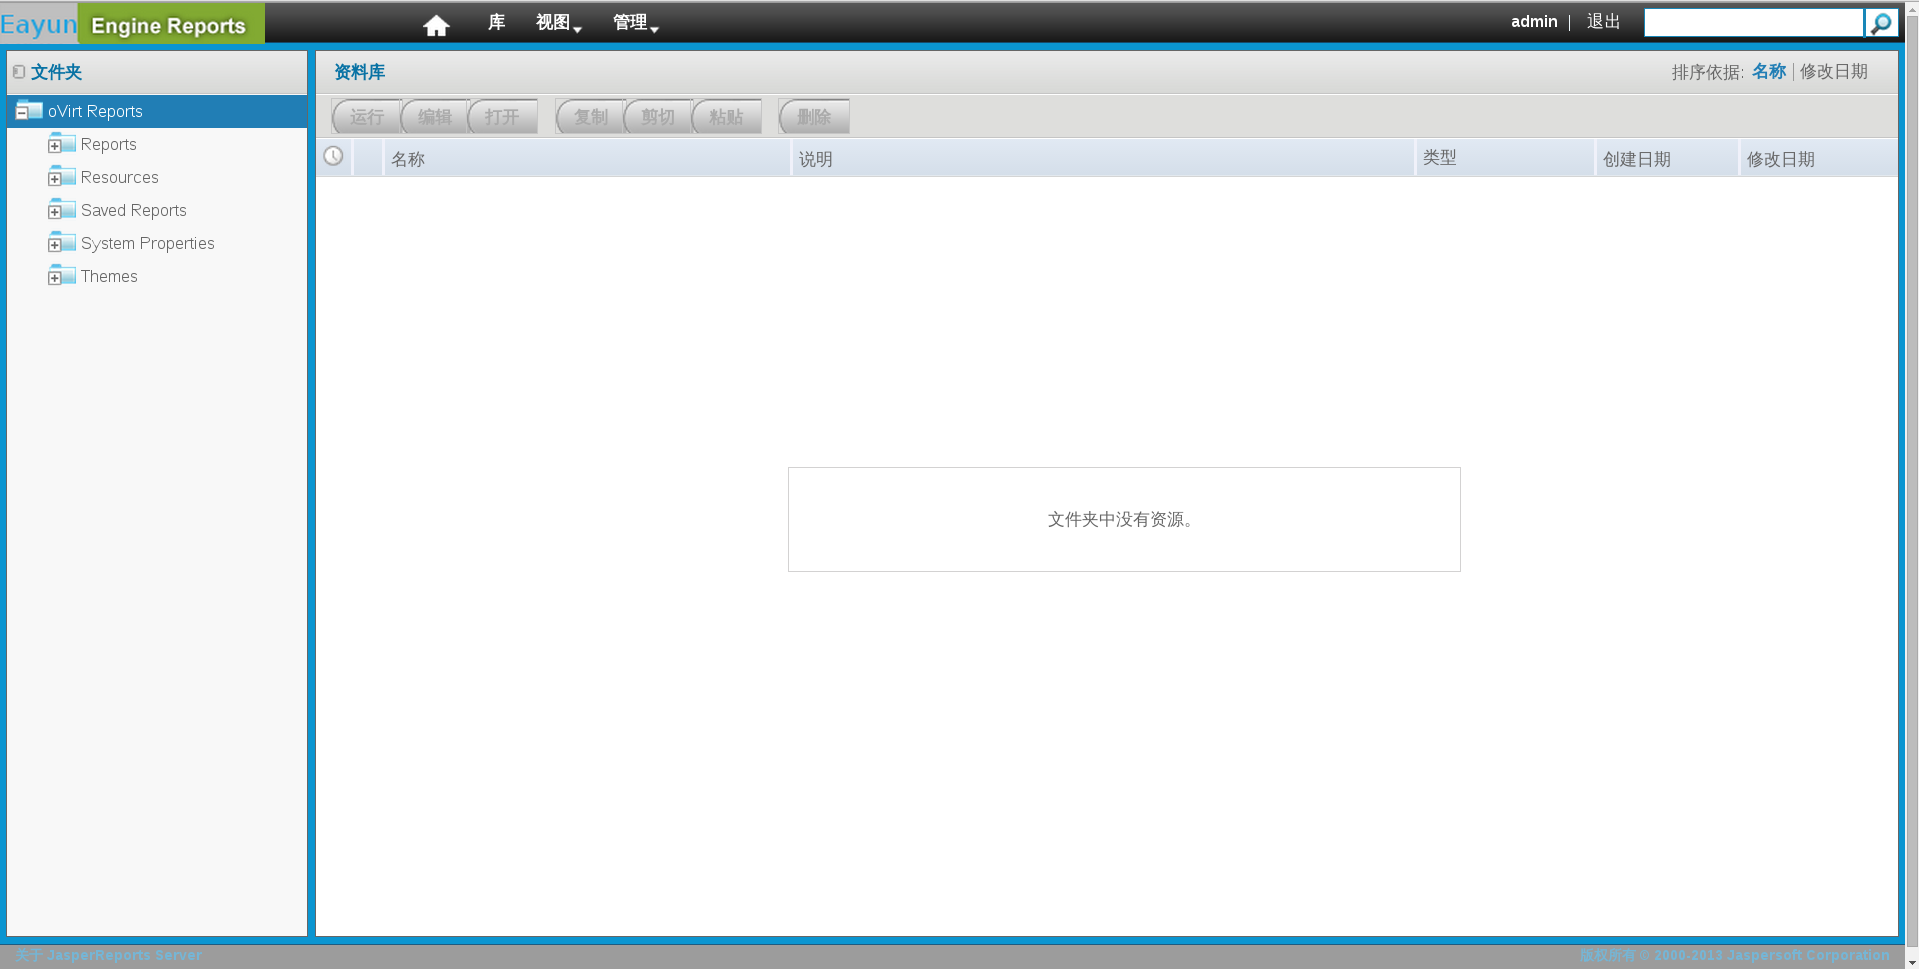 Eayun Engine Reports 库 视图 管理 admin 退出
文件夹
oVirt Reports
Reports
Resources
Saved Reports
System Properties
Themes
资料库 排序依据: 名称 修改日期
运行 编辑 打开 复制 剪切 粘贴 删除
名称 说明 类型 创建日期 修改日期
文件夹中没有资源。
关于 JasperReports Server 版权所有 © 2000-2013 Jaspersoft Corporation